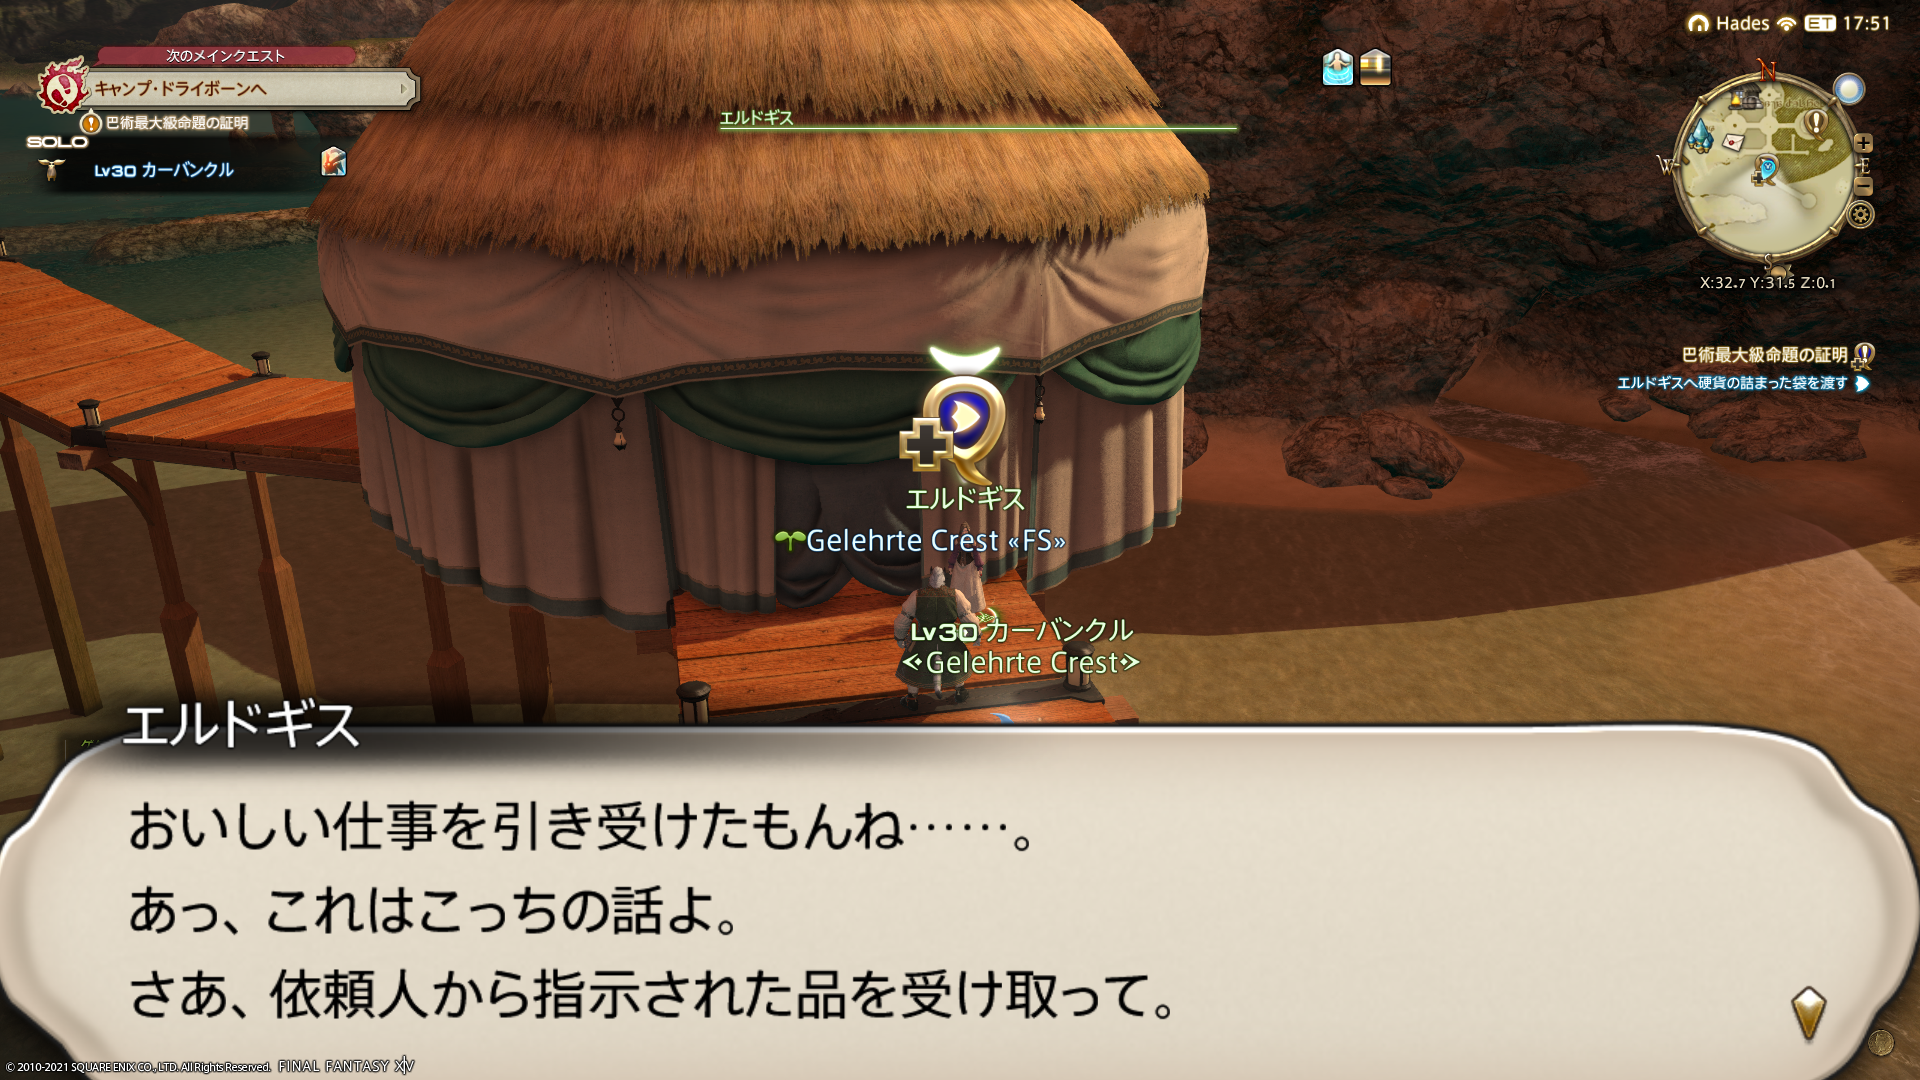 次のメインクエスト
キャンプ・ドライボーンへ
巴術最大級命題の証明
SOLO
Lv30 カーバンクル
エルドギス
Hades ET 17:51
N
W
E
S
X:32.7 Y:31.5 Z:0.1
巴術最大級命題の証明
エルドギスへ硬貨の詰まった袋を渡す
エルドギス
Gelehrte Crest «FS»
Lv30 カーバンクル
<Gelehrte Crest>
エルドギス
おいしい仕事を引き受けたもんね……。
あっ、これはこっちの話よ。
さあ、依頼人から指示された品を受け取って。
© 2010-2021 SQUARE ENIX CO., LTD. All Rights Reserved. FINAL FANTASY XIV